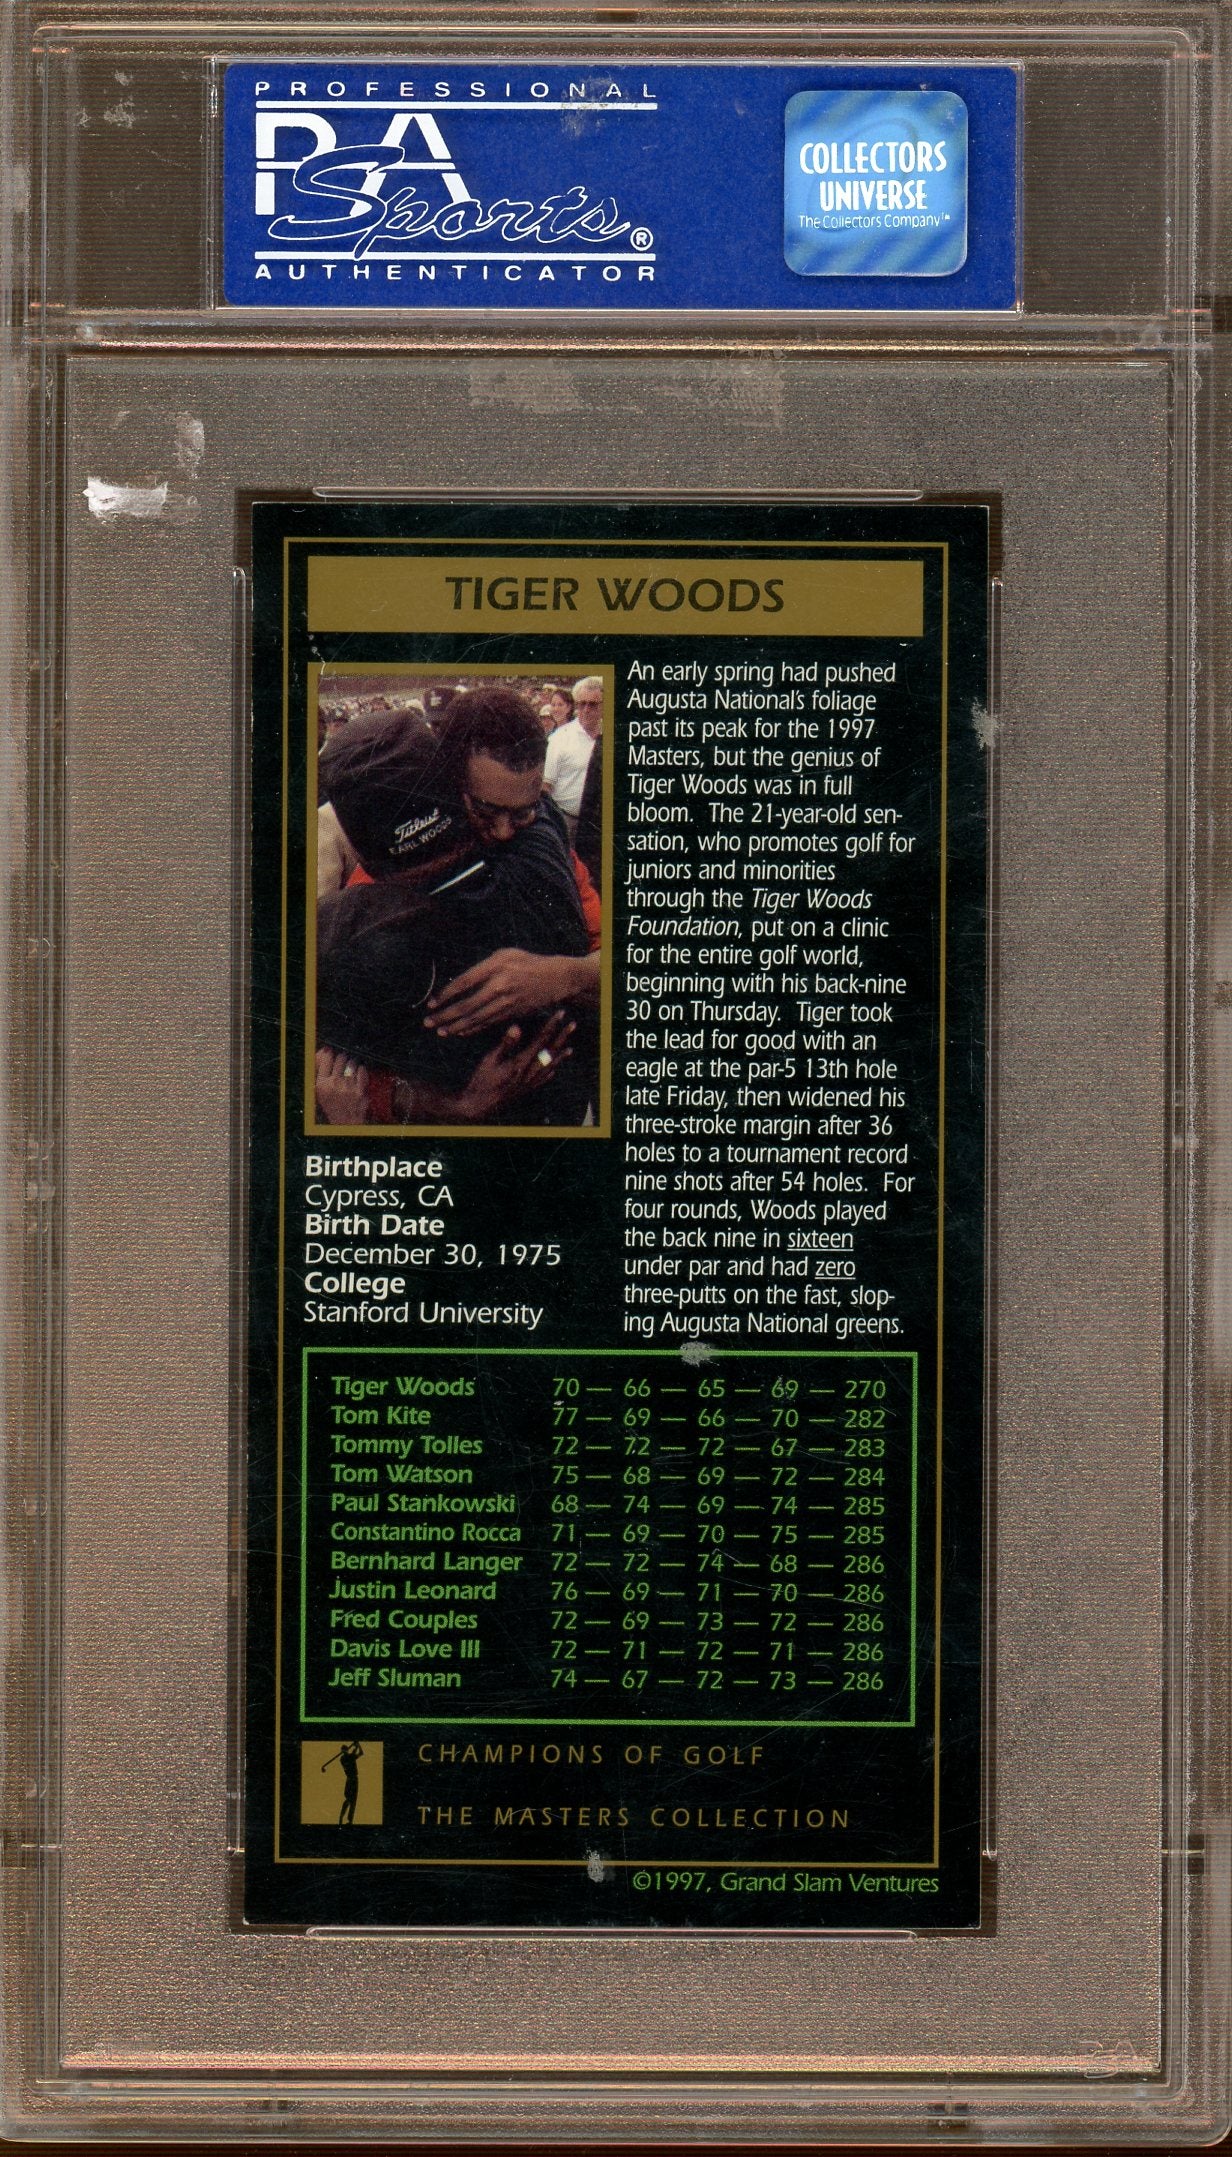 PROFESSIONAL
PSA
Sports®
AUTHENTICATOR
COLLECTORS
UNIVERSE
The Collectors Company™
TIGER WOODS
An early spring had pushed
Augusta National's foliage
past its peak for the 1997
Masters, but the genius of
Tiger Woods was in full
bloom. The 21-year-old sen-
sation, who promotes golf for
juniors and minorities
through the Tiger Woods
Foundation, put on a clinic
for the entire golf world,
beginning with his back-nine
30 on Thursday. Tiger took
the lead for good with an
eagle at the par-5 13th hole
late Friday, then widened his
three-stroke margin after 36
holes to a tournament record
nine shots after 54 holes. For
four rounds, Woods played
the back nine in sixteen
under par and had zero
three-putts on the fast, slop-
ing Augusta National greens.
Titleist
EARL WOODS
Birthplace
Cypress, CA
Birth Date
December 30, 1975
College
Stanford University
Tiger Woods 70 — 66 — 65 — 69 — 270
Tom Kite 77 — 69 — 66 — 70 — 282
Tommy Tolles 72 — 72 — 72 — 67 — 283
Tom Watson 75 — 68 — 69 — 72 — 284
Paul Stankowski 68 — 74 — 69 — 74 — 285
Constantino Rocca 71 — 69 — 70 — 75 — 285
Bernhard Langer 72 — 72 — 74 — 68 — 286
Justin Leonard 76 — 69 — 71 — 70 — 286
Fred Couples 72 — 69 — 73 — 72 — 286
Davis Love III 72 — 71 — 72 — 71 — 286
Jeff Sluman 74 — 67 — 72 — 73 — 286
CHAMPIONS OF GOLF
THE MASTERS COLLECTION
©1997, Grand Slam Ventures